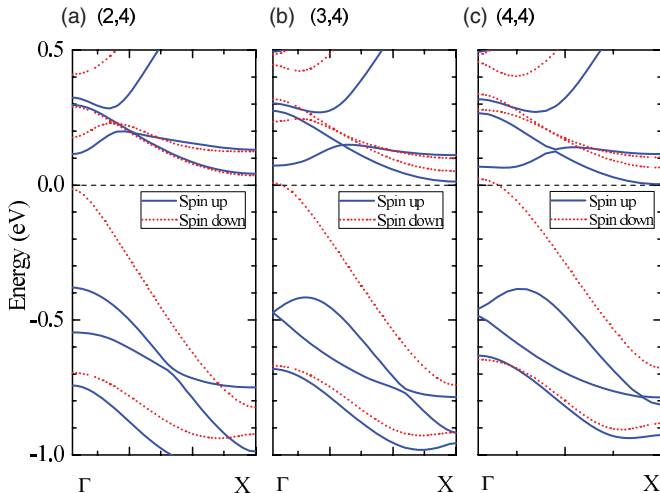 (a) (2,4)
(b) (3,4)
(c) (4,4)
0.5
0.0
-0.5
-1.0
Energy (eV)
Spin up
Spin down
Spin up
Spin down
Spin up
Spin down
Γ X
Γ X
Γ X